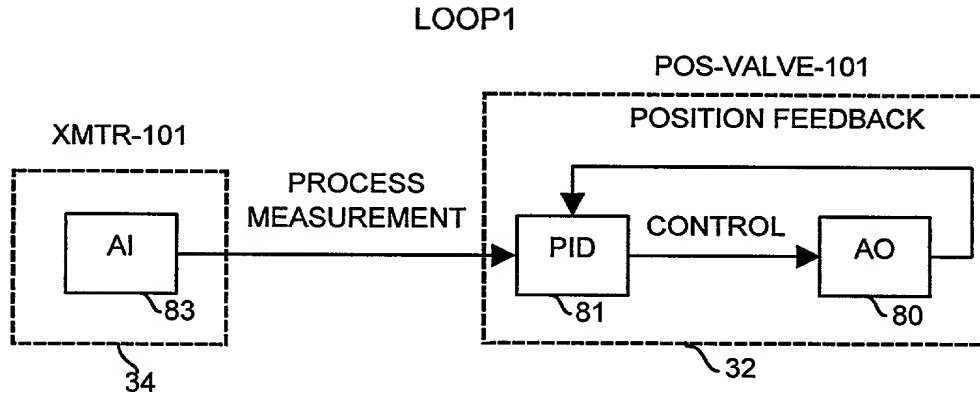 LOOP1
POS-VALVE-101
POSITION FEEDBACK
XMTR-101
PROCESS
MEASUREMENT
AI
PID
CONTROL
AO
83
81
80
34
32